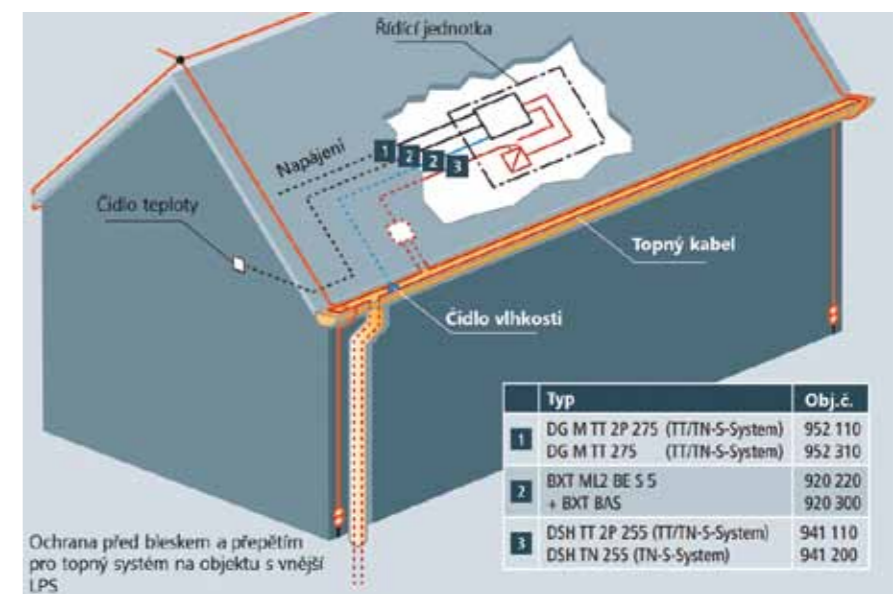 Řídící jednotka
Napájení
1 2 2 3
Čidlo teploty
Topný kabel
Čidlo vlhkosti
Typ Obj.č.
1 DG M TT 2P 275 (TT/TN-S-System) 952 110
DG M TT 275 (TT/TN-S-System) 952 310
2 BXT ML2 BE S 5 920 220
+ BXT BAS 920 300
3 DSH TT 2P 255 (TT/TN-S-System) 941 110
DSH TN 255 (TN-S-System) 941 200
Ochrana před bleskem a přepětím
pro topný systém na objektu s vnější
LPS